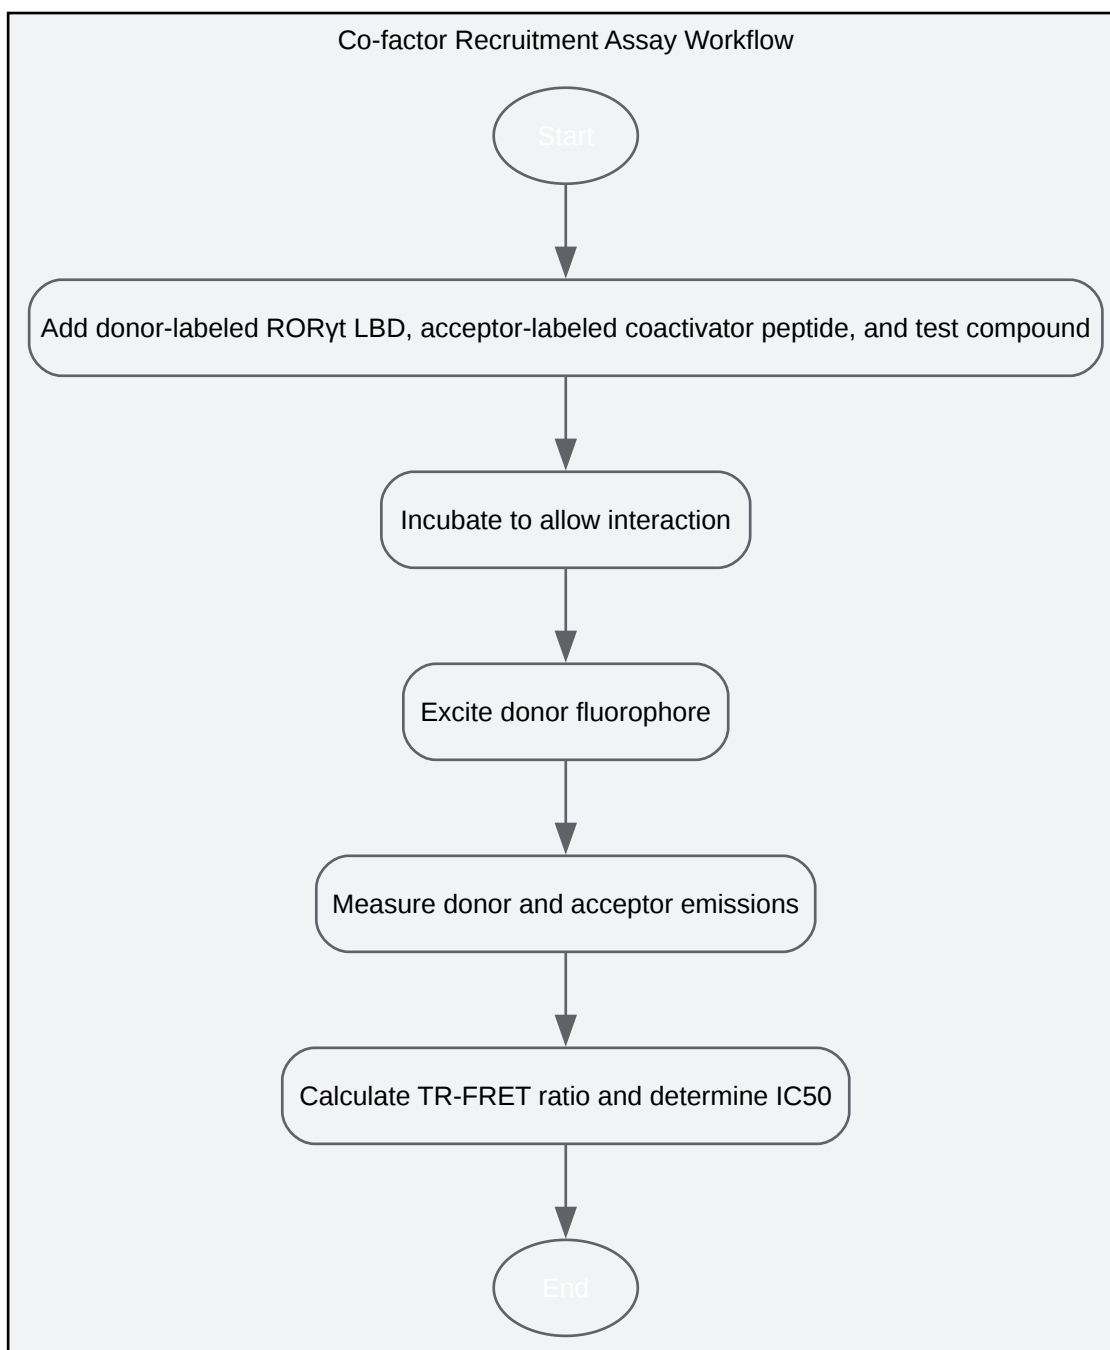 Co-factor Recruitment Assay Workflow
Start
Add donor-labeled RORγt LBD, acceptor-labeled coactivator peptide, and test compound
Incubate to allow interaction
Excite donor fluorophore
Measure donor and acceptor emissions
Calculate TR-FRET ratio and determine IC50
End